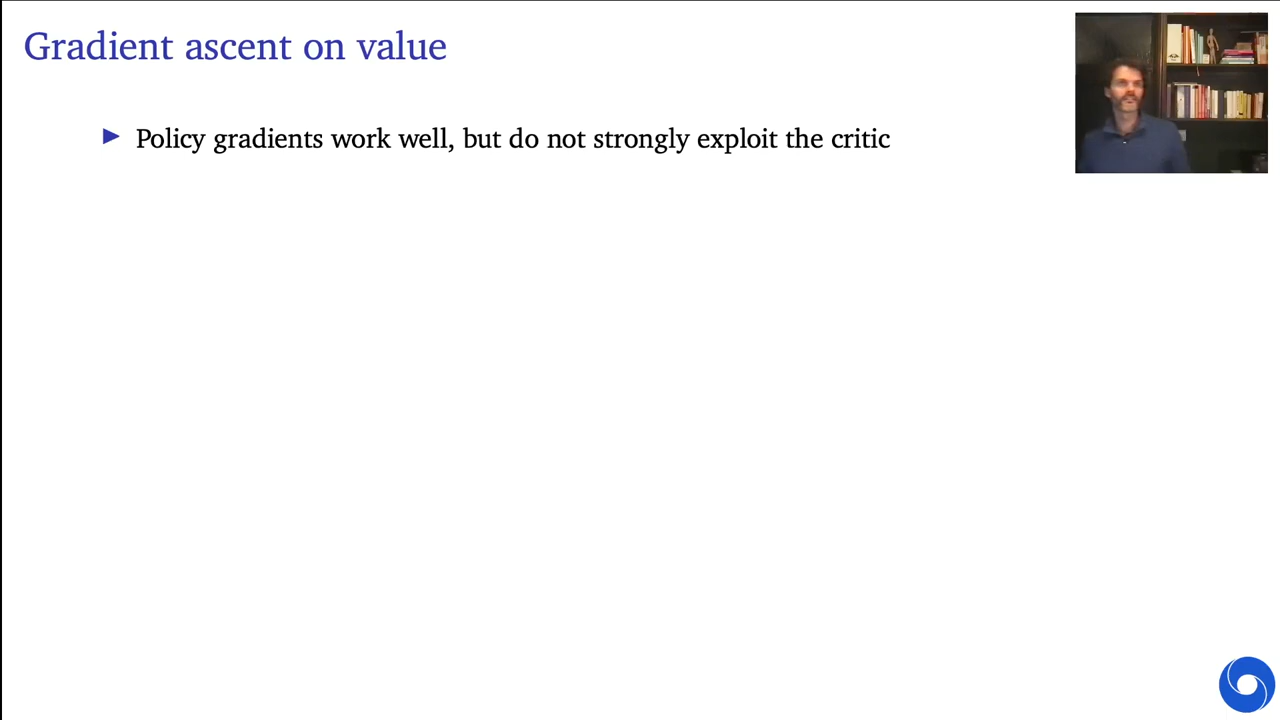 Gradient ascent on value
Policy gradients work well, but do not strongly exploit the critic